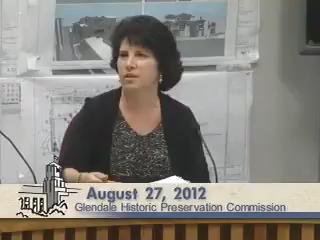 August 27, 2012
Glendale Historic Preservation Commission